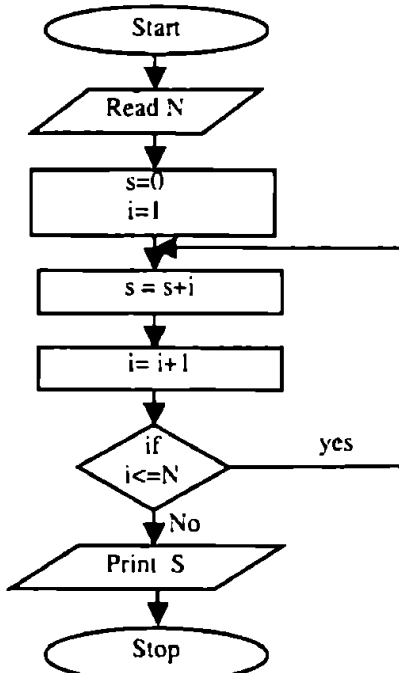 Start
Read N
s=0
i=1
s = s+i
i= i+1
if
i<=N
yes
No
Print S
Stop